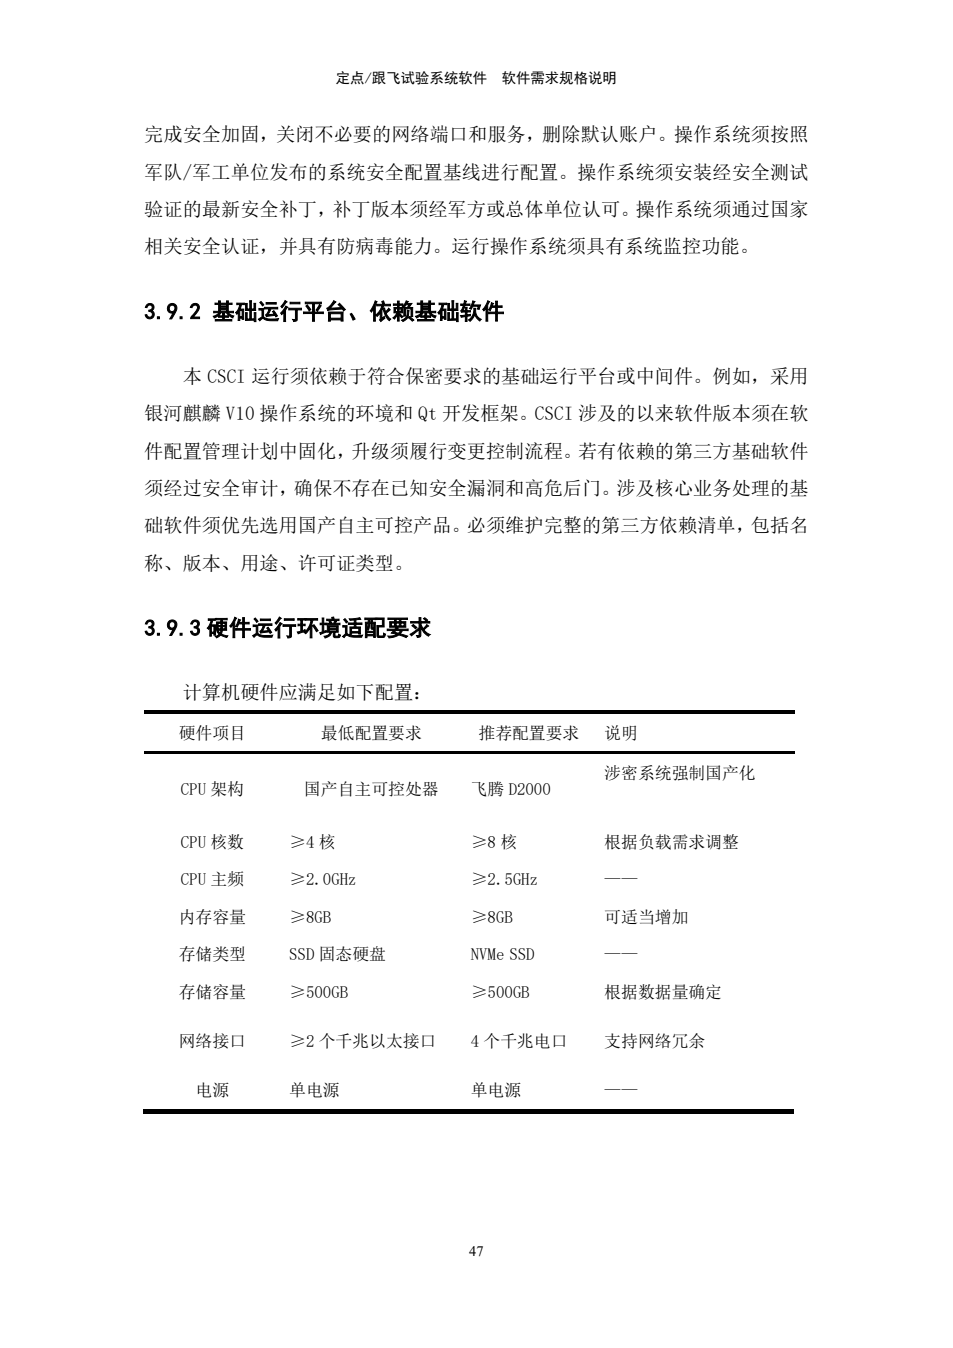 定点/跟飞试验系统软件　软件需求规格说明
完成安全加固，关闭不必要的网络端口和服务，删除默认账户。操作系统须按照
军队/军工单位发布的系统安全配置基线进行配置。操作系统须安装经安全测试
验证的最新安全补丁，补丁版本须经军方或总体单位认可。操作系统须通过国家
相关安全认证，并具有防病毒能力。运行操作系统须具有系统监控功能。
3.9.2 基础运行平台、依赖基础软件
本 CSCI 运行须依赖于符合保密要求的基础运行平台或中间件。例如，采用
银河麒麟 V10 操作系统的环境和 Qt 开发框架。CSCI 涉及的以来软件版本须在软
件配置管理计划中固化，升级须履行变更控制流程。若有依赖的第三方基础软件
须经过安全审计，确保不存在已知安全漏洞和高危后门。涉及核心业务处理的基
础软件须优先选用国产自主可控产品。必须维护完整的第三方依赖清单，包括名
称、版本、用途、许可证类型。
3.9.3 硬件运行环境适配要求
计算机硬件应满足如下配置：
硬件项目 最低配置要求 推荐配置要求 说明
CPU 架构 国产自主可控处器 飞腾 D2000 涉密系统强制国产化
CPU 核数 ≥4 核 ≥8 核 根据负载需求调整
CPU 主频 ≥2.0GHz ≥2.5GHz ——
内存容量 ≥8GB ≥8GB 可适当增加
存储类型 SSD 固态硬盘 NVMe SSD ——
存储容量 ≥500GB ≥500GB 根据数据量确定
网络接口 ≥2 个千兆以太接口 4 个千兆电口 支持网络冗余
电源 单电源 单电源 ——
47